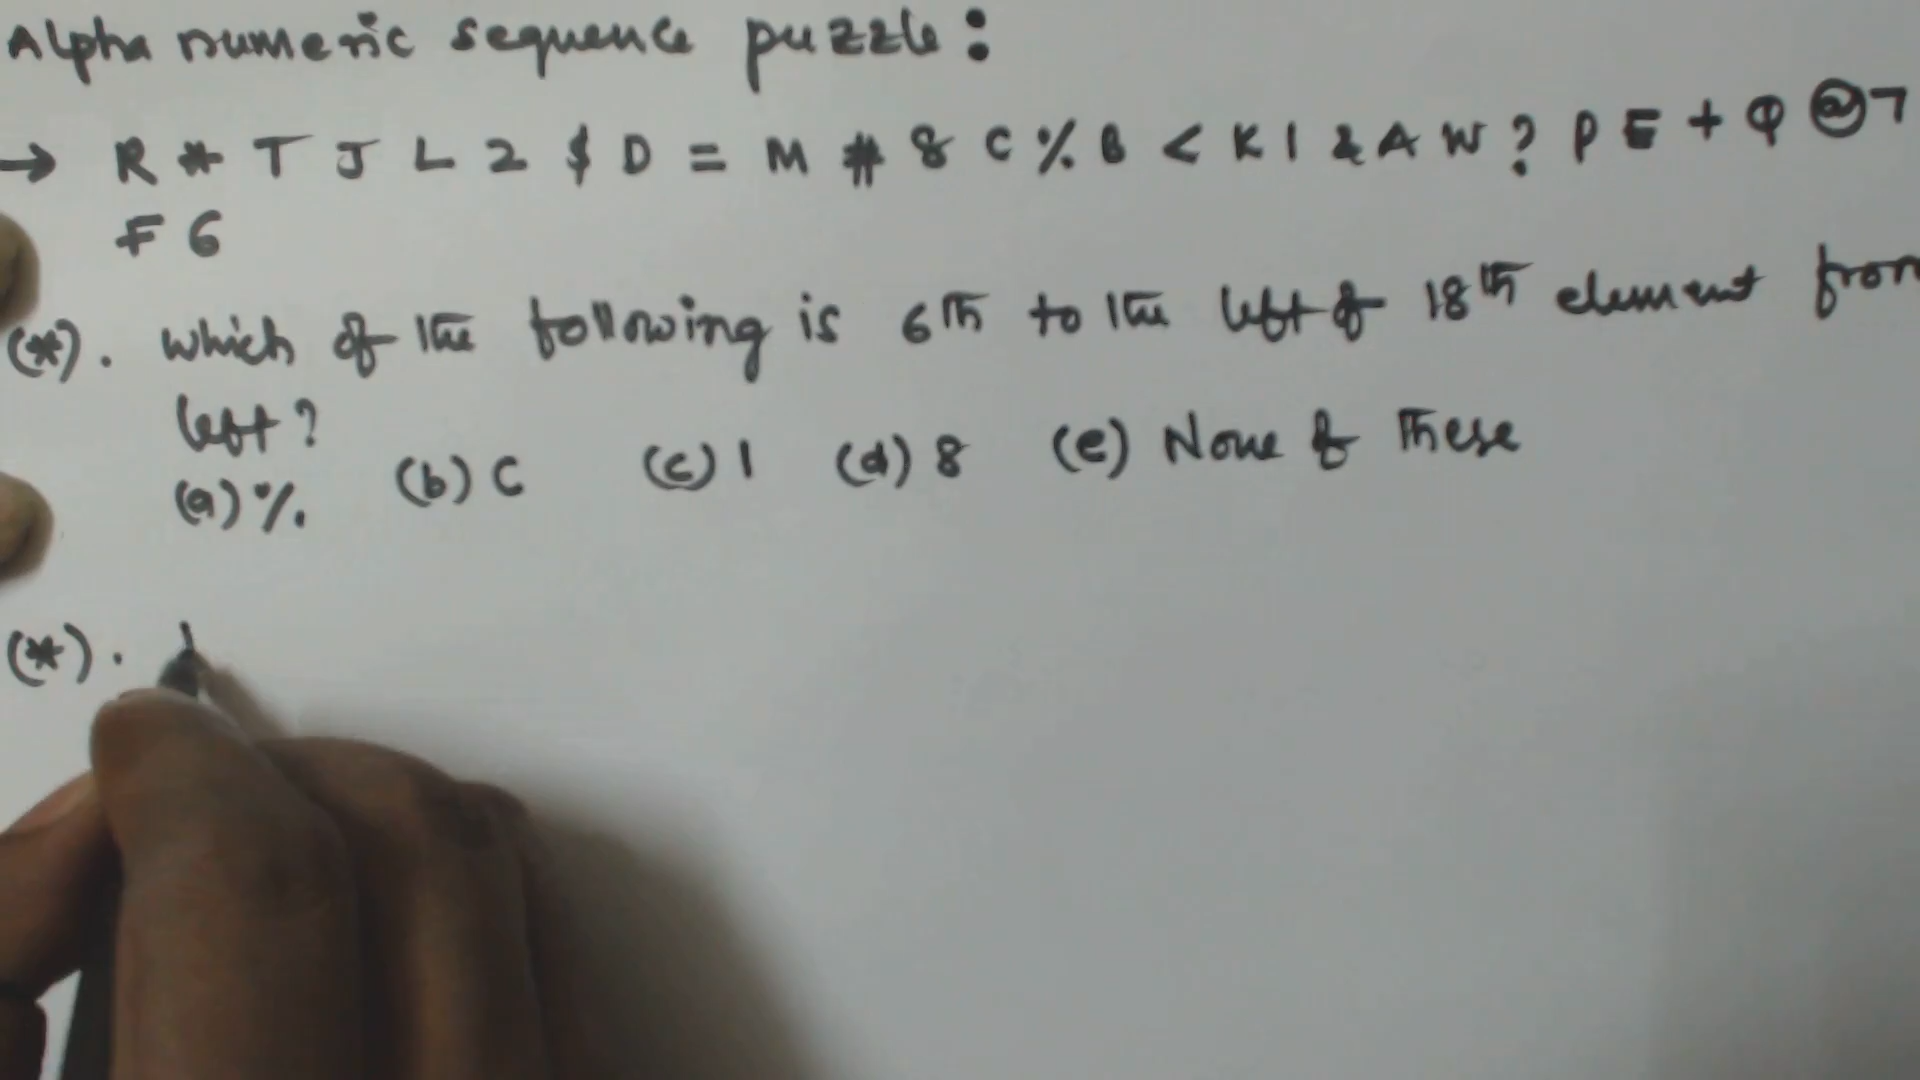 Alpha numeric sequence puzzle :
→ R * T J L 2 $ D = M # 8 C % B < K 1 & A W ? P E + Q @ 7
F 6
(*). which of the following is 6th to the left of 18th element from
left ?
(a) % (b) C (c) 1 (d) 8 (e) None of These
(*).